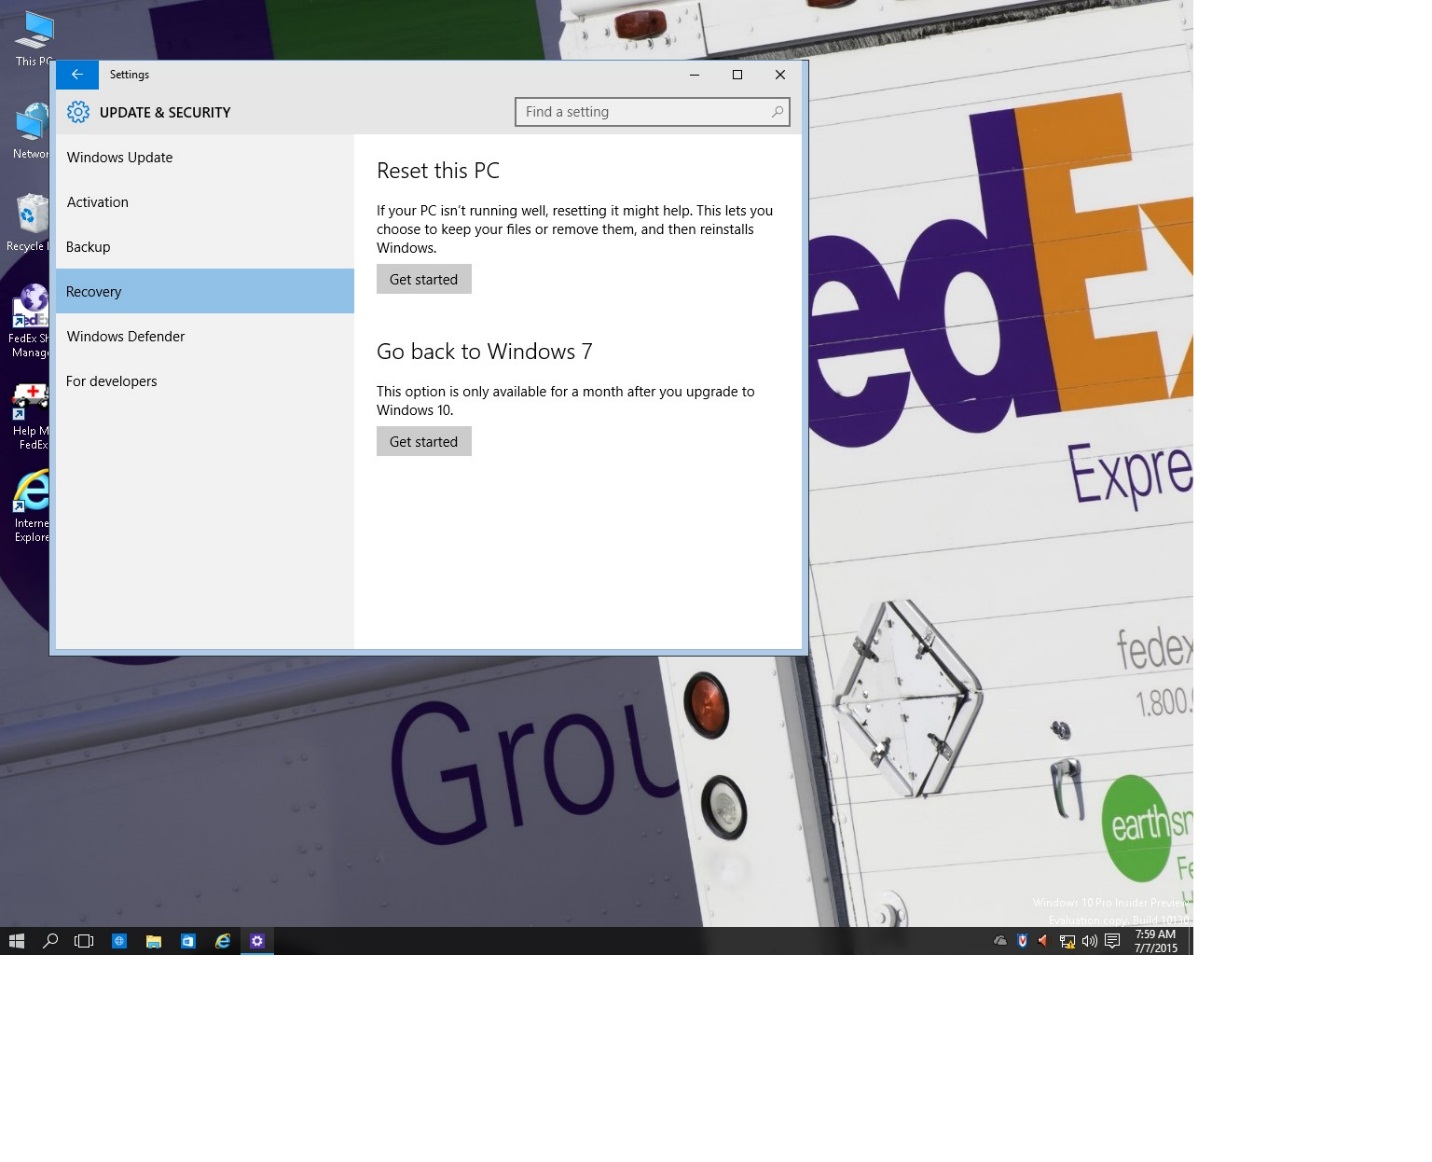 This PC
Settings
UPDATE & SECURITY
Find a setting
Networ
Windows Update
Activation
Backup
Recovery
Windows Defender
For developers
Reset this PC
If your PC isn't running well, resetting it might help. This lets you
choose to keep your files or remove them, and then reinstalls
Windows.
Get started
Go back to Windows 7
This option is only available for a month after you upgrade to
Windows 10.
Get started
Recycle
FedEx Sh
Manag
Help M
FedEx
Interne
Explore
edEx
Expre
Grou
fedex
1.800.
earthsm
Fe
H
Windows 10 Pro Insider Preview
Evaluation copy. Build 10130
7:59 AM
7/7/2015